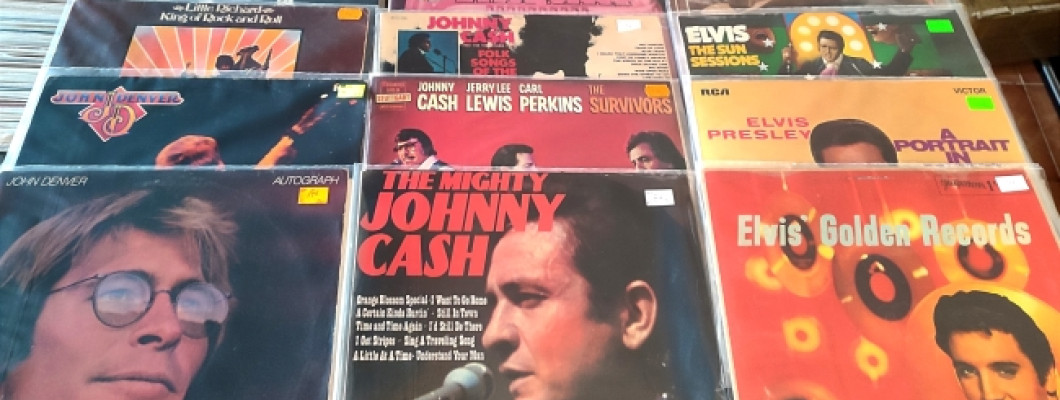 Little Richard
King of Rock and Roll
JOHNNY
CASH
FOLK
SONGS
OF THE
ELVIS
THE SUN
SESSIONS
JOHN DENVER
JD
JOHNNY CASH
JERRY LEE LEWIS
CARL PERKINS
THE SURVIVORS
RCA
VICTOR
ELVIS
PRESLEY
A
PORTRAIT
IN
JOHN DENVER
AUTOGRAPH
THE MIGHTY
JOHNNY
CASH
Orange Blossom Special · I Want To Go Home
A Certain Kinda Hurtin' · Still In Town
Time and Time Again · I'd Still Be There
I Got Stripes · Sing A Traveling Song
A Little At A Time · Understand Your Man
Elvis' Golden Records